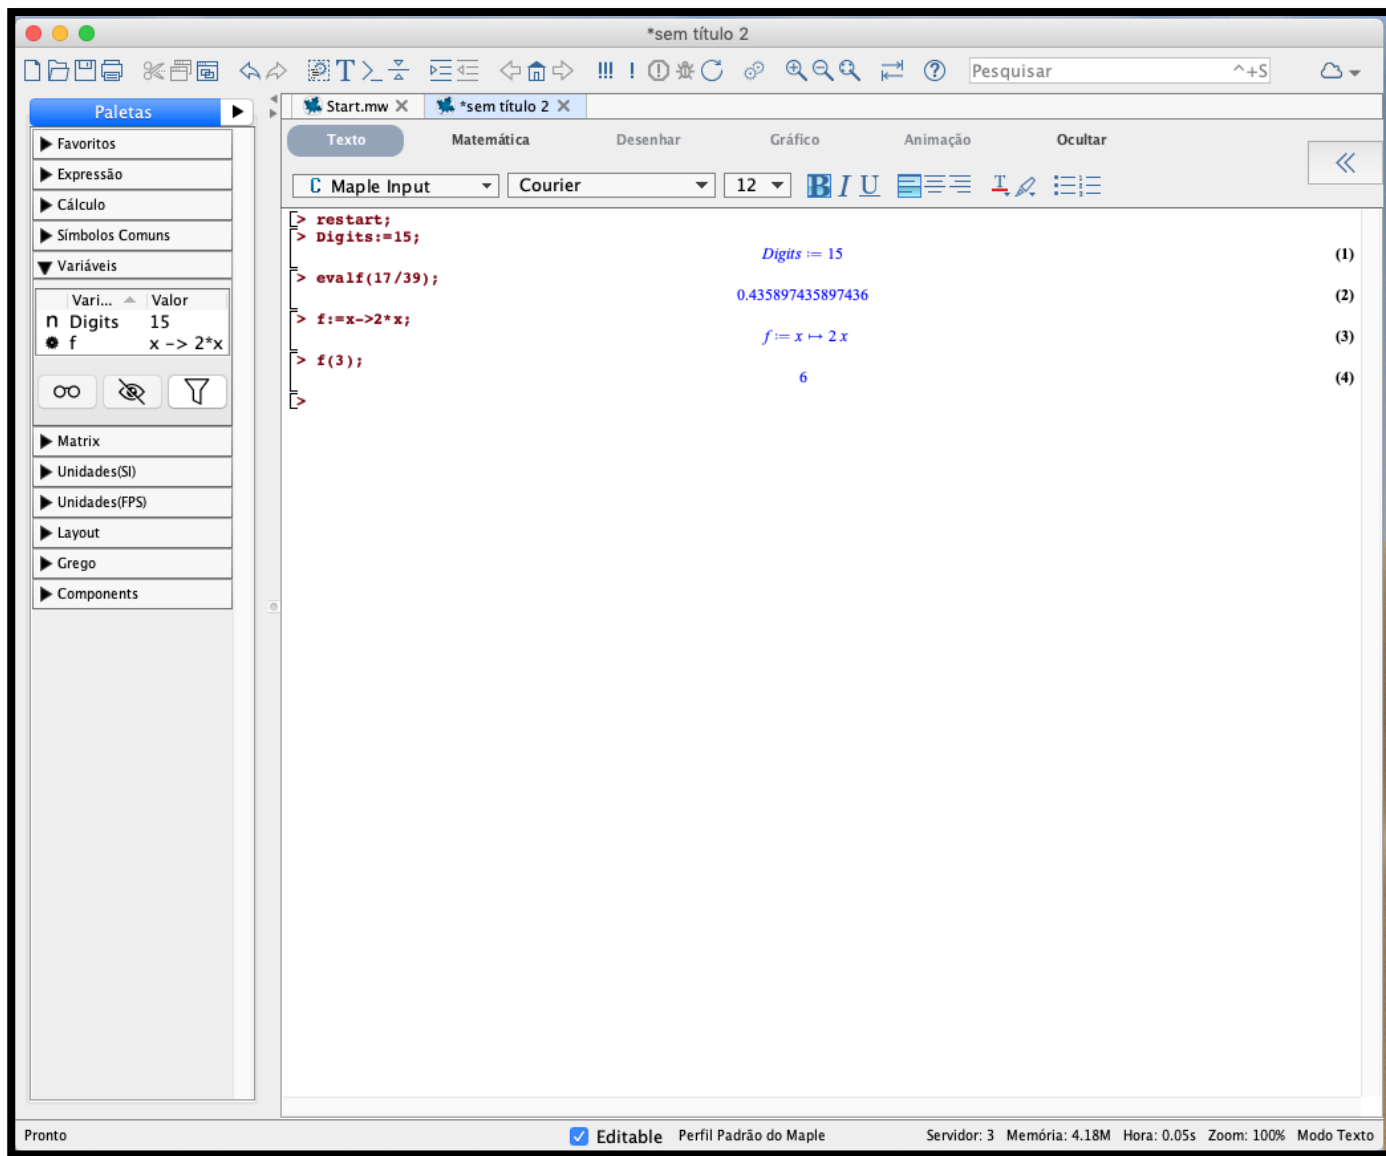 *sem título 2
Pesquisar ^+S
Paletas
Start.mw *sem título 2
Texto Matemática Desenhar Gráfico Animação Ocultar
C Maple Input Courier 12 B I U
Favoritos
Expressão
Cálculo
Símbolos Comuns
Variáveis
Vari... Valor
n Digits 15
f x -> 2*x
Matrix
Unidades(SI)
Unidades(FPS)
Layout
Grego
Components
> restart;
> Digits:=15;
Digits := 15 (1)
> evalf(17/39);
0.435897435897436 (2)
> f:=x->2*x;
f := x ↦ 2 x (3)
> f(3);
6 (4)
>
Pronto Editable Perfil Padrão do Maple Servidor: 3 Memória: 4.18M Hora: 0.05s Zoom: 100% Modo Texto